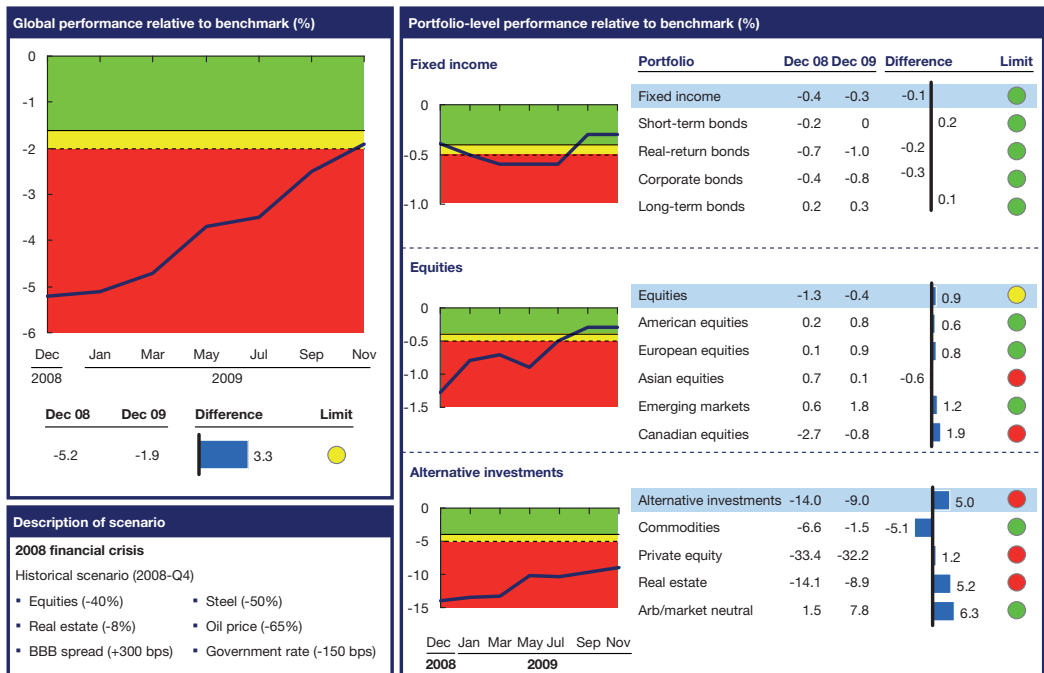 Global performance relative to benchmark (%)
0
-1
-2
-3
-4
-5
-6
Dec Jan Mar May Jul Sep Nov
2008 2009
Dec 08 Dec 09 Difference Limit
-5.2 -1.9 3.3
Description of scenario
2008 financial crisis
Historical scenario (2008-Q4)
▪ Equities (-40%) ▪ Steel (-50%)
▪ Real estate (-8%) ▪ Oil price (-65%)
▪ BBB spread (+300 bps) ▪ Government rate (-150 bps)
Portfolio-level performance relative to benchmark (%)
Fixed income
0
-0.5
-1.0
Portfolio Dec 08 Dec 09 Difference Limit
Fixed income -0.4 -0.3 -0.1
Short-term bonds -0.2 0 0.2
Real-return bonds -0.7 -1.0 -0.2
Corporate bonds -0.4 -0.8 -0.3
Long-term bonds 0.2 0.3 0.1
Equities
0
-0.5
-1.0
-1.5
Equities -1.3 -0.4 0.9
American equities 0.2 0.8 0.6
European equities 0.1 0.9 0.8
Asian equities 0.7 0.1 -0.6
Emerging markets 0.6 1.8 1.2
Canadian equities -2.7 -0.8 1.9
Alternative investments
0
-5
-10
-15
Dec Jan Mar May Jul Sep Nov
2008 2009
Alternative investments -14.0 -9.0 5.0
Commodities -6.6 -1.5 -5.1
Private equity -33.4 -32.2 1.2
Real estate -14.1 -8.9 5.2
Arb/market neutral 1.5 7.8 6.3